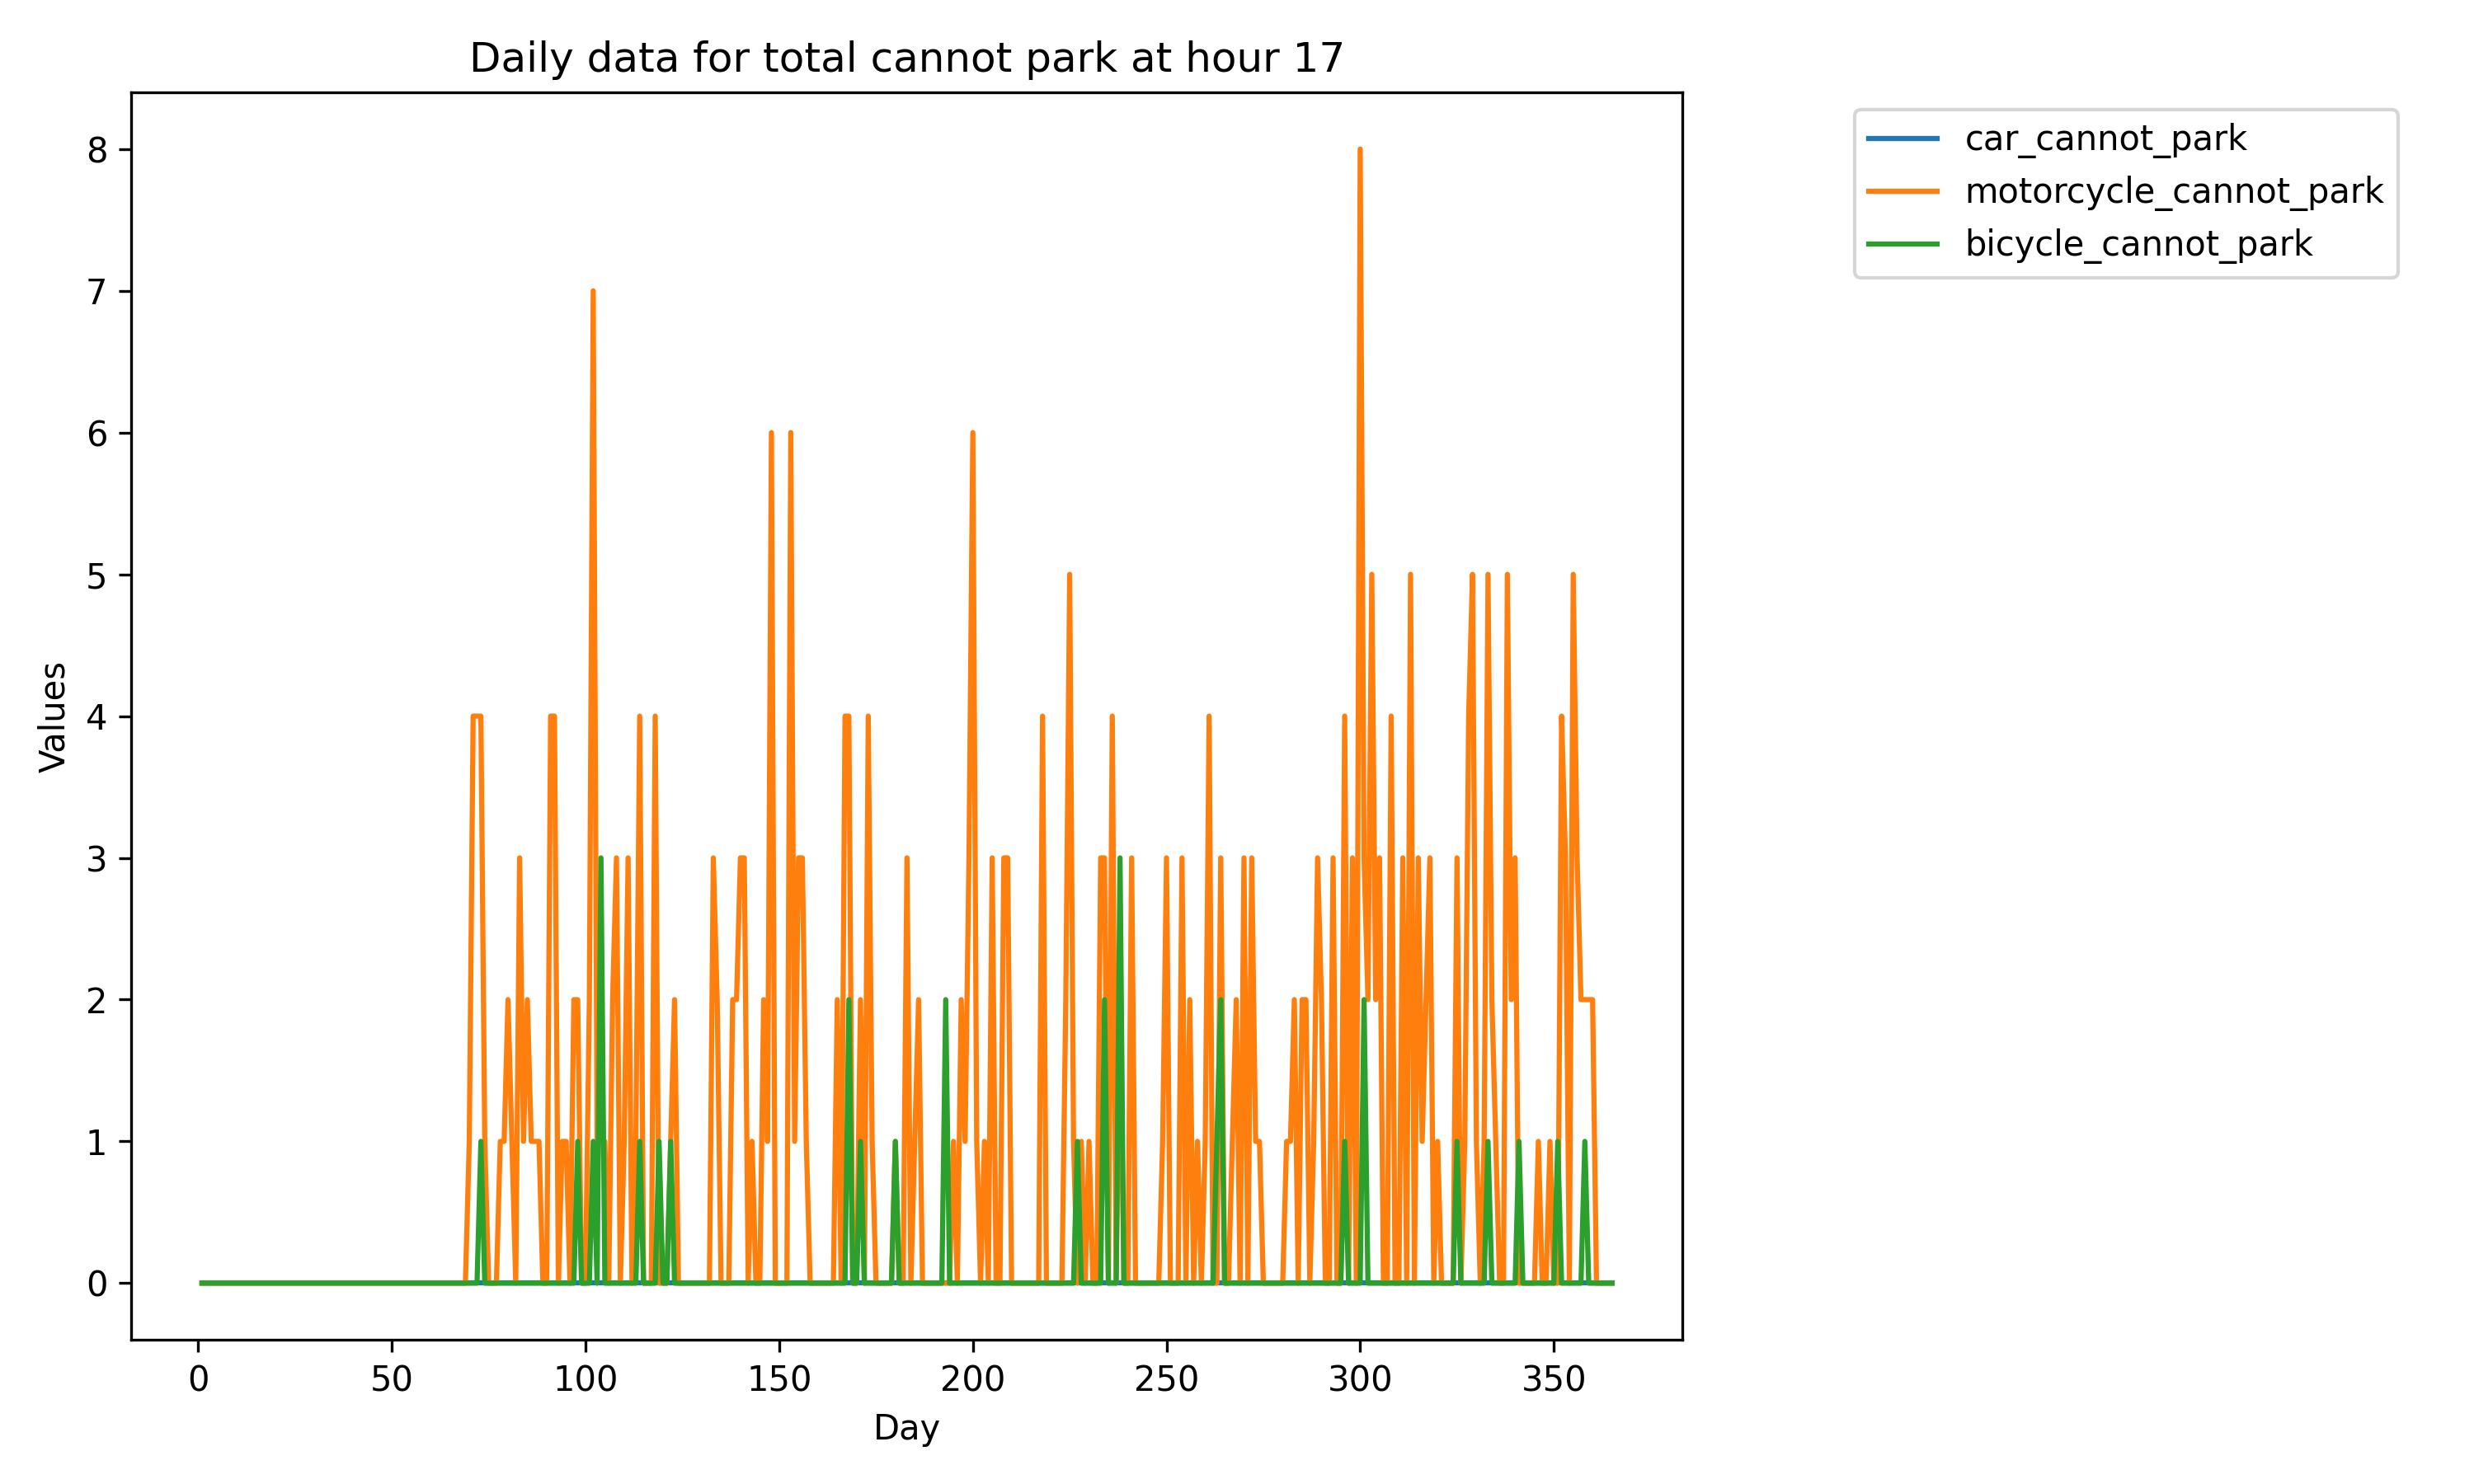 Daily data for total cannot park at hour 17
car_cannot_park
motorcycle_cannot_park
bicycle_cannot_park
8
7
6
5
4
3
2
1
0
Values
0 50 100 150 200 250 300 350
Day